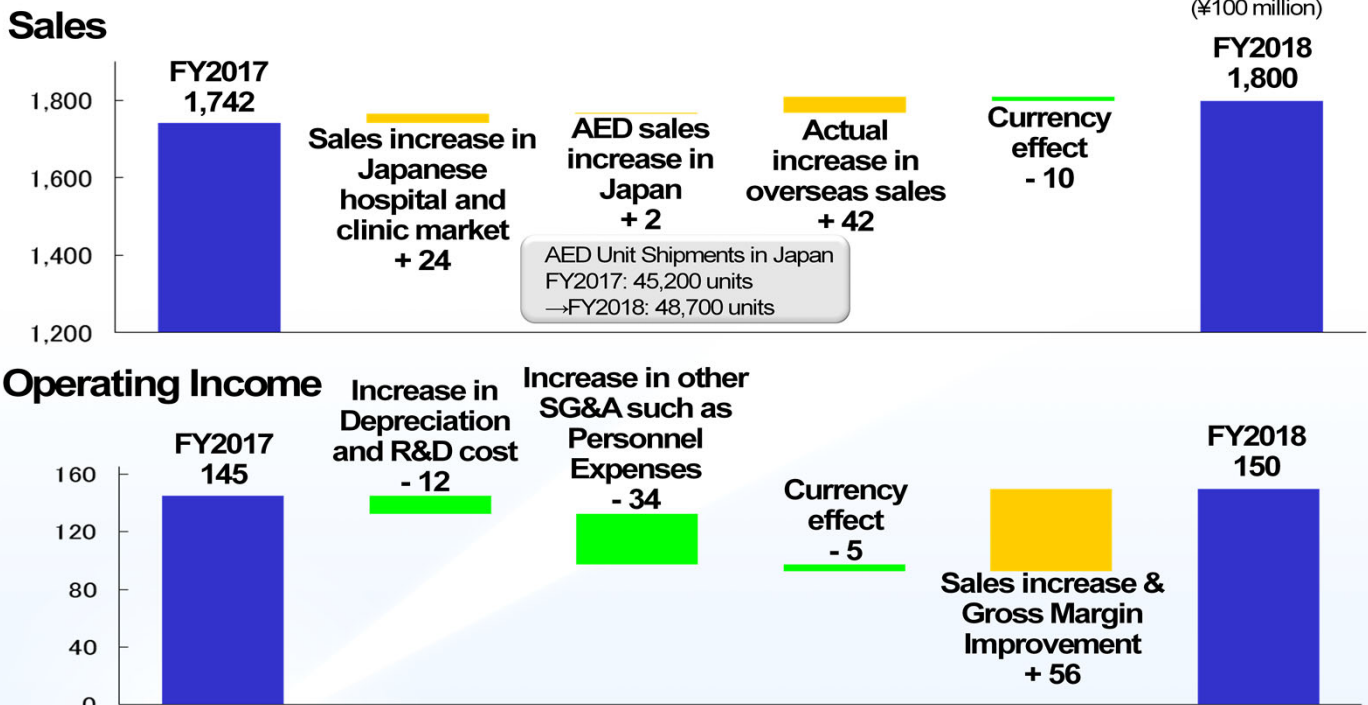 (¥100 million)
Sales
FY2017
1,742
FY2018
1,800
1,800
1,600
1,400
1,200
Sales increase in
Japanese
hospital and
clinic market
+ 24
AED sales
increase in
Japan
+ 2
Actual
increase in
overseas sales
+ 42
Currency
effect
- 10
AED Unit Shipments in Japan
FY2017: 45,200 units
→FY2018: 48,700 units
Operating Income
FY2017
145
Increase in
Depreciation
and R&D cost
- 12
Increase in other
SG&A such as
Personnel
Expenses
- 34
Currency
effect
- 5
Sales increase &
Gross Margin
Improvement
+ 56
FY2018
150
160
120
80
40
0